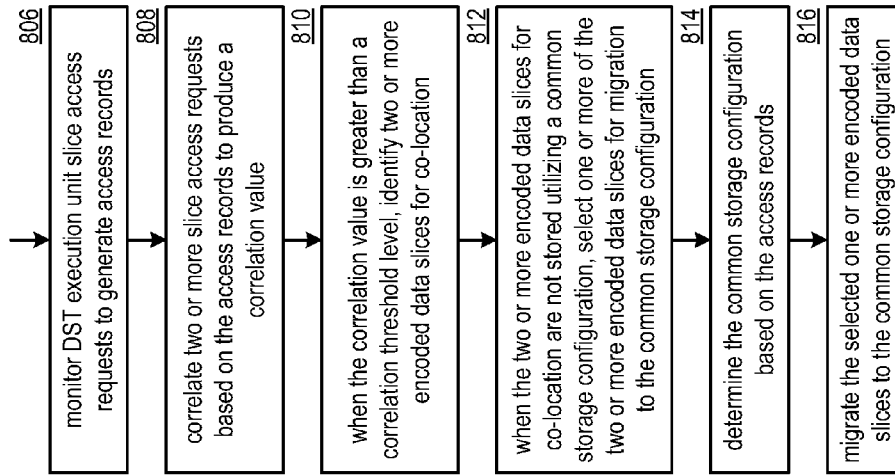 806
monitor DST execution unit slice access
requests to generate access records
808
correlate two or more slice access requests
based on the access records to produce a
correlation value
810
when the correlation value is greater than a
correlation threshold level, identify two or more
encoded data slices for co-location
812
when the two or more encoded data slices for
co-location are not stored utilizing a common
storage configuration, select one or more of the
two or more encoded data slices for migration
to the common storage configuration
814
determine the common storage configuration
based on the access records
816
migrate the selected one or more encoded data
slices to the common storage configuration